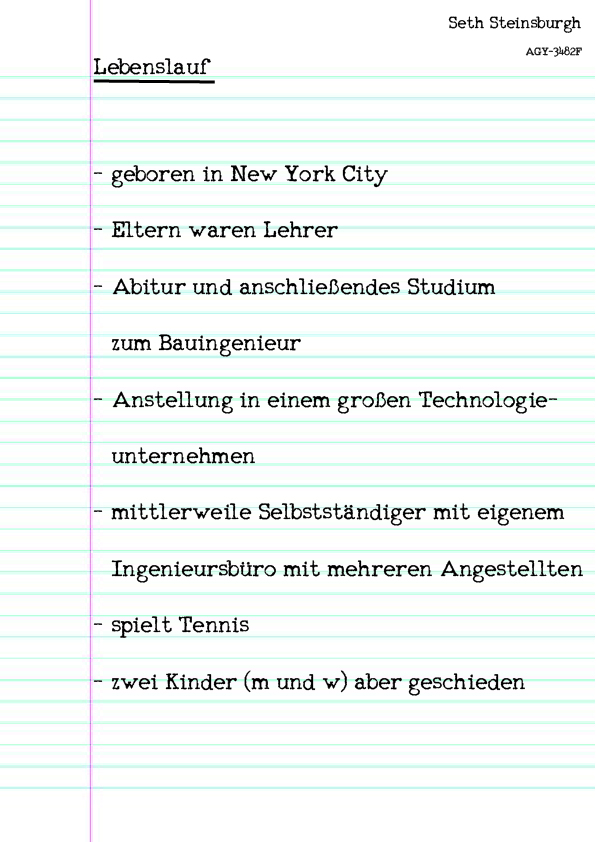 Seth Steinsburgh
AGY-3482F
Lebenslauf
- geboren in New York City
- Eltern waren Lehrer
- Abitur und anschließendes Studium
zum Bauingenieur
- Anstellung in einem großen Technologie-
unternehmen
- mittlerweile Selbstständiger mit eigenem
Ingenieursbüro mit mehreren Angestellten
- spielt Tennis
- zwei Kinder (m und w) aber geschieden